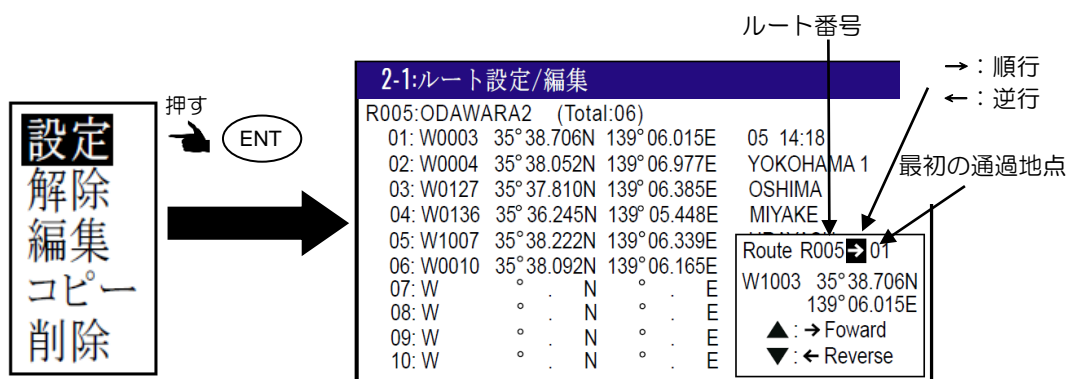 設定
解除
編集
コピー
削除
押す
ENT
2-1:ルート設定/編集
R005:ODAWARA2 (Total:06)
01: W0003 35°38.706N 139°06.015E 05 14:18
02: W0004 35°38.052N 139°06.977E YOKOHAMA 1
03: W0127 35°37.810N 139°06.385E OSHIMA
04: W0136 35°36.245N 139°05.448E MIYAKE
05: W1007 35°38.222N 139°06.339E
06: W0010 35°38.092N 139°06.165E
07: W ° . N ° . E
08: W ° . N ° . E
09: W ° . N ° . E
10: W ° . N ° . E
ルート番号
→:順行
←:逆行
最初の通過地点
Route R005→01
W1003 35°38.706N
139°06.015E
▲:→Foward
▼:←Reverse